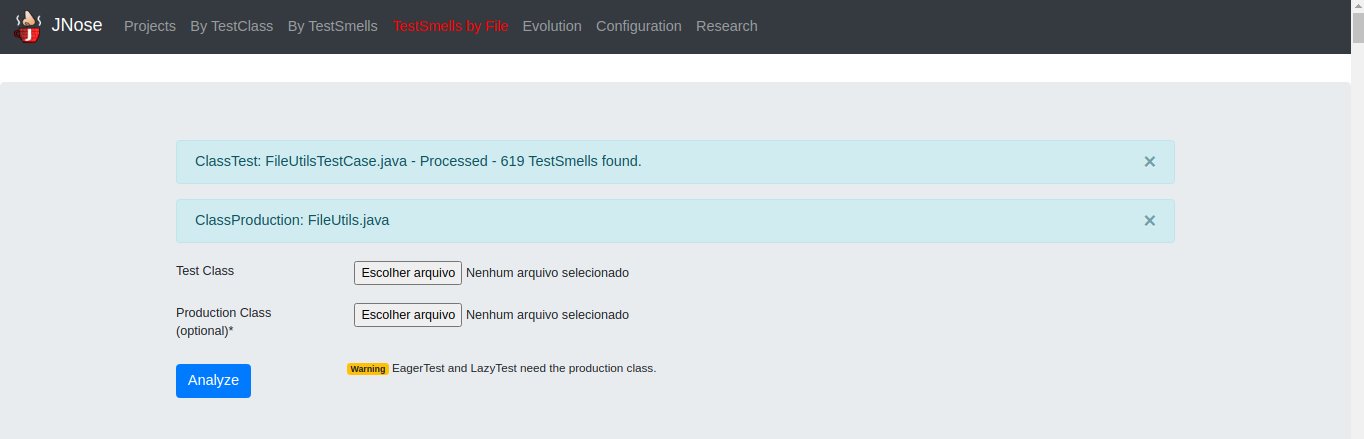 JNose Projects By TestClass By TestSmells TestSmells by File Evolution Configuration Research
ClassTest: FileUtilsTestCase.java - Processed - 619 TestSmells found. ×
ClassProduction: FileUtils.java ×
Test Class Escolher arquivo Nenhum arquivo selecionado
Production Class Escolher arquivo Nenhum arquivo selecionado
(optional)*
Analyze Warning EagerTest and LazyTest need the production class.